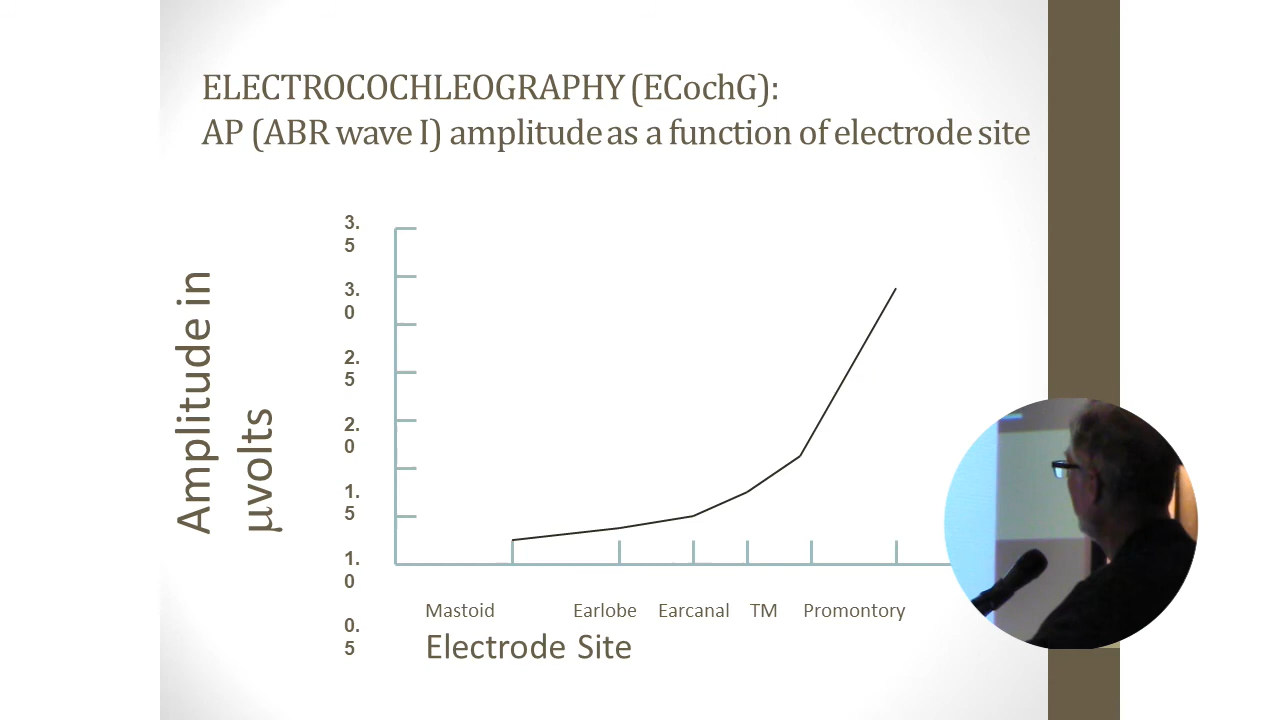 ELECTROCOCHLEOGRAPHY (ECochG):
AP (ABR wave I) amplitude as a function of electrode site
Amplitude in
µvolts
3.
5
3.
0
2.
5
2.
0
1.
5
1.
0
0.
5
Mastoid Earlobe Earcanal TM Promontory
Electrode Site